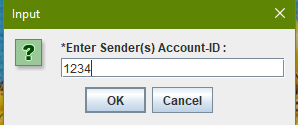 Input
*Enter Sender(s) Account-ID :
1234
OK Cancel